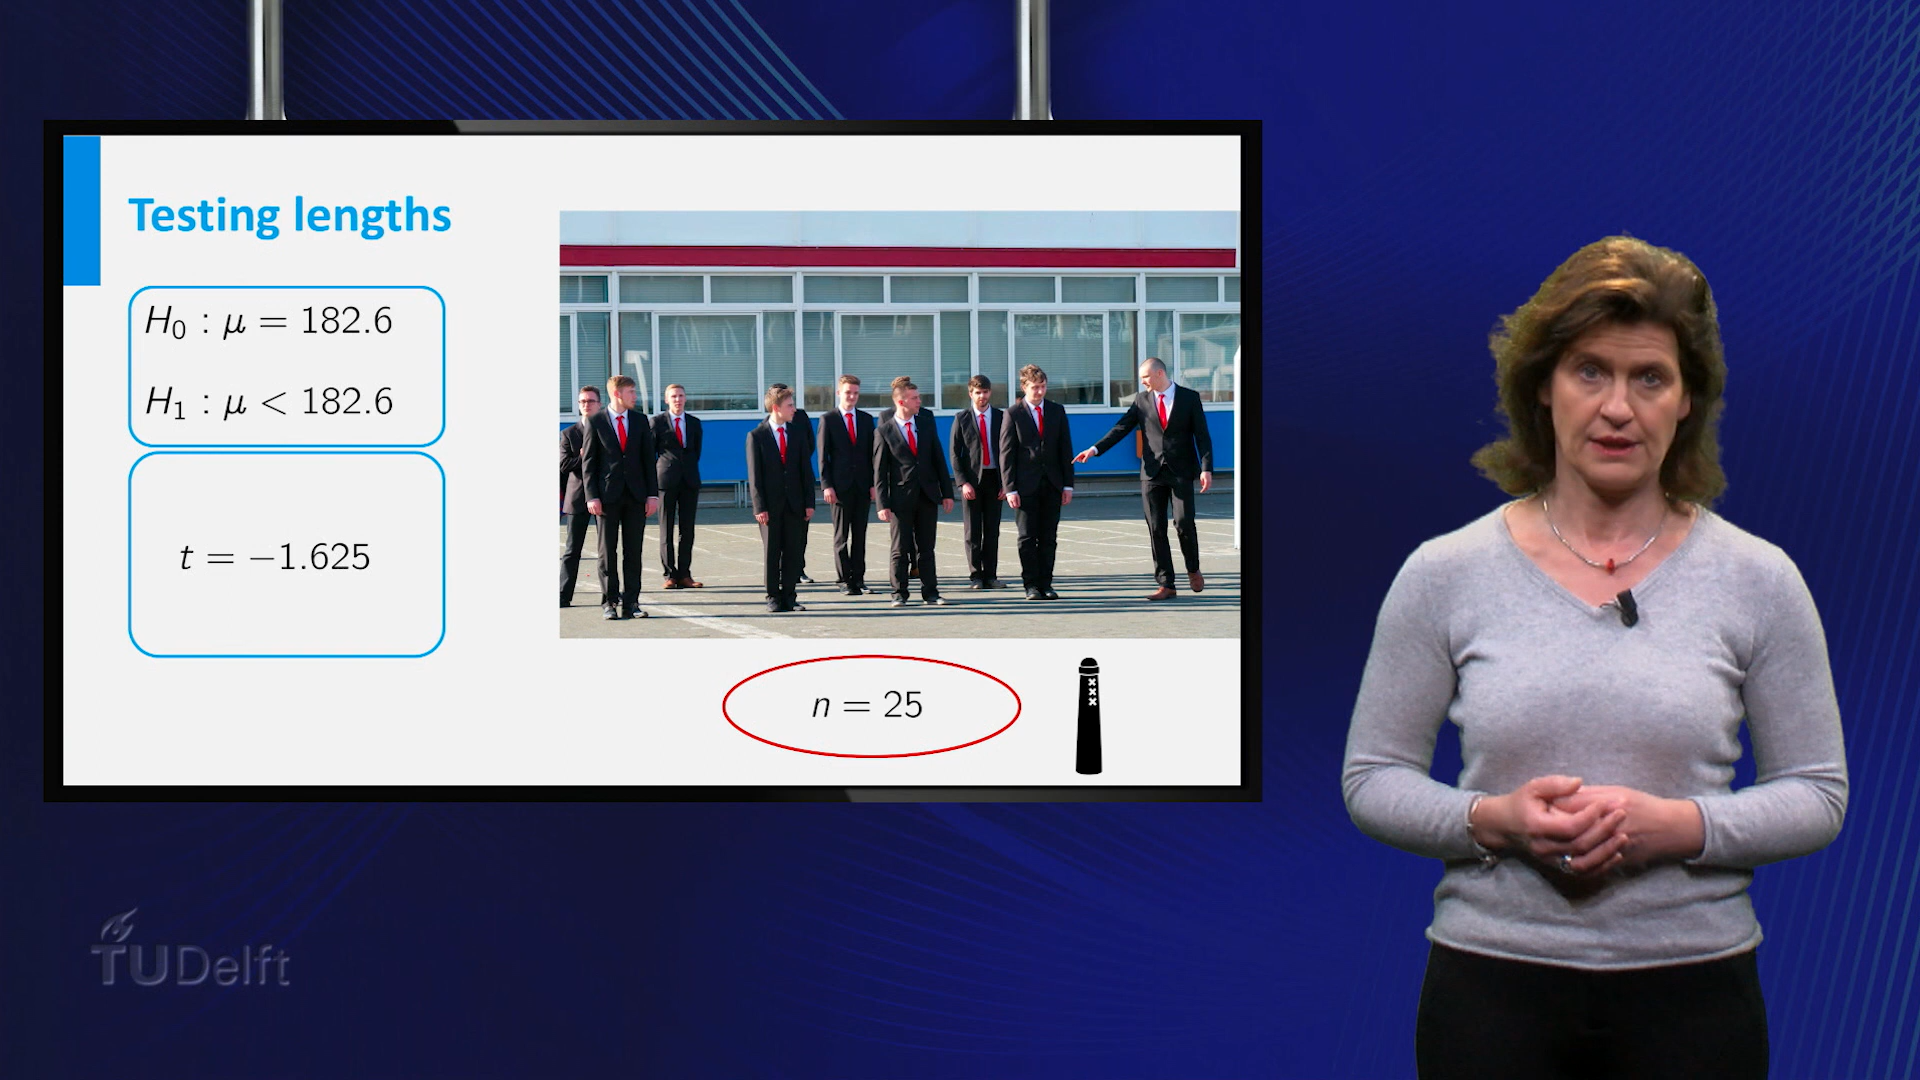 Testing lengths
H₀ : μ = 182.6
H₁ : μ < 182.6
t = −1.625
n = 25
TUDelft